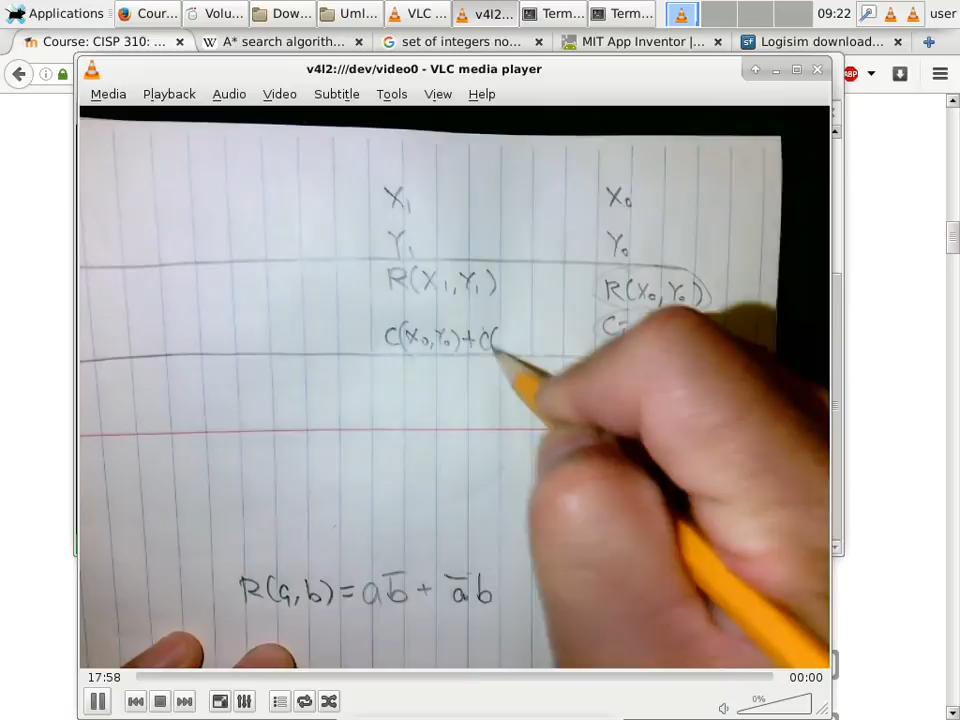 Applications Cour... Volu... Dow... Uml... VLC ... v4l2... Term... Term... 09:22 user
Course: CISP 310: ... A* search algorith... set of integers no... MIT App Inventor | ... Logisim download...
ABP
v4l2:///dev/video0 - VLC media player
Media Playback Audio Video Subtitle Tools View Help
X₁ X₀
Y₁ Y₀
R(X₁,Y₁) R(X₀,Y₀)
C(X₀,Y₀)+C( C=
R(a,b)=ab̅ + a̅b
17:58 00:00
0%